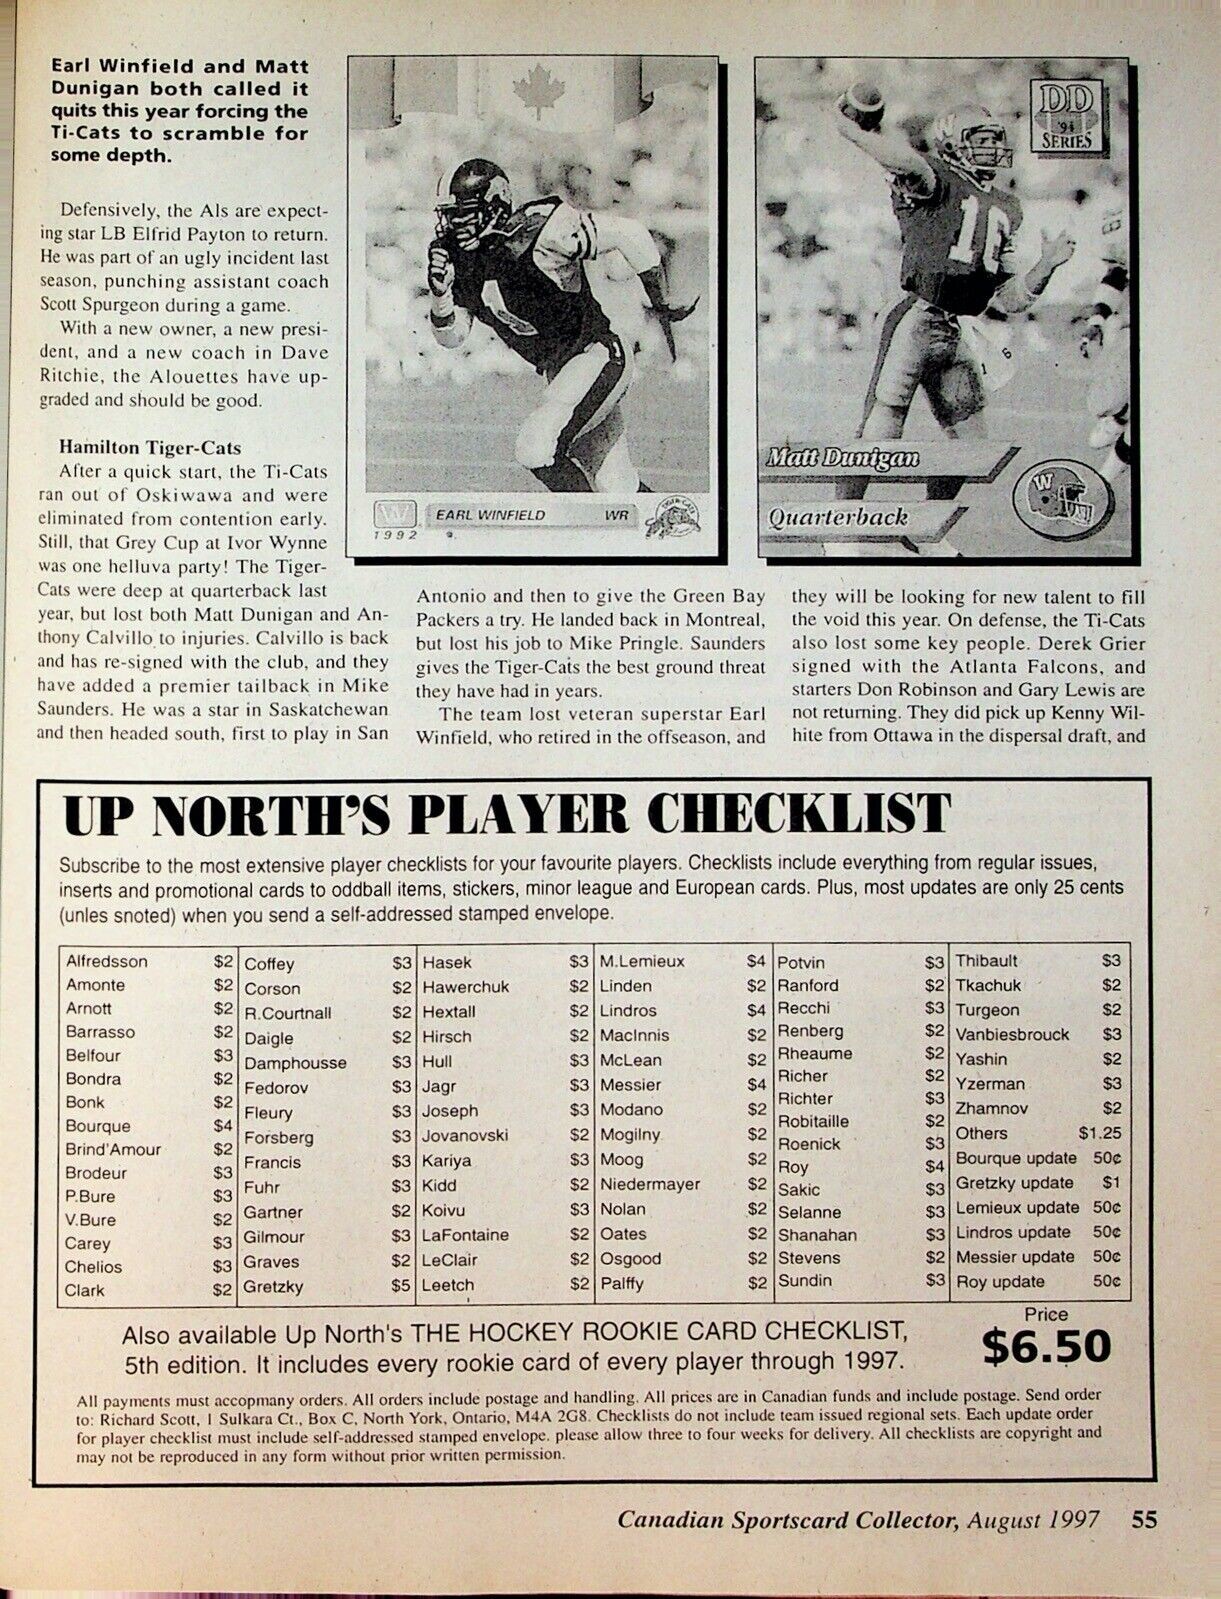 Earl Winfield and Matt
Dunigan both called it
quits this year forcing the
Ti-Cats to scramble for
some depth.
Defensively, the Als are expect-
ing star LB Elfrid Payton to return.
He was part of an ugly incident last
season, punching assistant coach
Scott Spurgeon during a game.
With a new owner, a new presi-
dent, and a new coach in Dave
Ritchie, the Alouettes have up-
graded and should be good.
Hamilton Tiger-Cats
After a quick start, the Ti-Cats
ran out of Oskiwawa and were
eliminated from contention early.
Still, that Grey Cup at Ivor Wynne
was one helluva party! The Tiger-
Cats were deep at quarterback last
year, but lost both Matt Dunigan and An-
thony Calvillo to injuries. Calvillo is back
and has re-signed with the club, and they
have added a premier tailback in Mike
Saunders. He was a star in Saskatchewan
and then headed south, first to play in San
1992
EARL WINFIELD WR
DD
'94
SERIES
16
Matt Dunigan
Quarterback
W
Antonio and then to give the Green Bay
Packers a try. He landed back in Montreal,
but lost his job to Mike Pringle. Saunders
gives the Tiger-Cats the best ground threat
they have had in years.
The team lost veteran superstar Earl
Winfield, who retired in the offseason, and
they will be looking for new talent to fill
the void this year. On defense, the Ti-Cats
also lost some key people. Derek Grier
signed with the Atlanta Falcons, and
starters Don Robinson and Gary Lewis are
not returning. They did pick up Kenny Wil-
hite from Ottawa in the dispersal draft, and
UP NORTH'S PLAYER CHECKLIST
Subscribe to the most extensive player checklists for your favourite players. Checklists include everything from regular issues,
inserts and promotional cards to oddball items, stickers, minor league and European cards. Plus, most updates are only 25 cents
(unles snoted) when you send a self-addressed stamped envelope.
Alfredsson $2
Amonte $2
Arnott $2
Barrasso $2
Belfour $3
Bondra $2
Bonk $2
Bourque $4
Brind'Amour $2
Brodeur $3
P.Bure $3
V.Bure $2
Carey $3
Chelios $3
Clark $2
Coffey $3
Corson $2
R.Courtnall $2
Daigle $2
Damphousse $3
Fedorov $3
Fleury $3
Forsberg $3
Francis $3
Fuhr $3
Gartner $2
Gilmour $3
Graves $2
Gretzky $5
Hasek $3
Hawerchuk $2
Hextall $2
Hirsch $2
Hull $3
Jagr $3
Joseph $3
Jovanovski $2
Kariya $3
Kidd $2
Koivu $3
LaFontaine $2
LeClair $2
Leetch $2
M.Lemieux $4
Linden $2
Lindros $4
MacInnis $2
McLean $2
Messier $4
Modano $2
Mogilny $2
Moog $2
Niedermayer $2
Nolan $2
Oates $2
Osgood $2
Palffy $2
Potvin $3
Ranford $2
Recchi $3
Renberg $2
Rheaume $2
Richer $2
Richter $3
Robitaille $2
Roenick $3
Roy $4
Sakic $3
Selanne $3
Shanahan $3
Stevens $2
Sundin $3
Thibault $3
Tkachuk $2
Turgeon $2
Vanbiesbrouck $3
Yashin $2
Yzerman $3
Zhamnov $2
Others $1.25
Bourque update 50¢
Gretzky update $1
Lemieux update 50¢
Lindros update 50¢
Messier update 50¢
Roy update 50¢
Also available Up North's THE HOCKEY ROOKIE CARD CHECKLIST,
5th edition. It includes every rookie card of every player through 1997.
Price
$6.50
All payments must accopmany orders. All orders include postage and handling. All prices are in Canadian funds and include postage. Send order
to: Richard Scott, 1 Sulkara Ct., Box C, North York, Ontario, M4A 2G8. Checklists do not include team issued regional sets. Each update order
for player checklist must include self-addressed stamped envelope. please allow three to four weeks for delivery. All checklists are copyright and
may not be reproduced in any form without prior written permission.
Canadian Sportscard Collector, August 1997 55